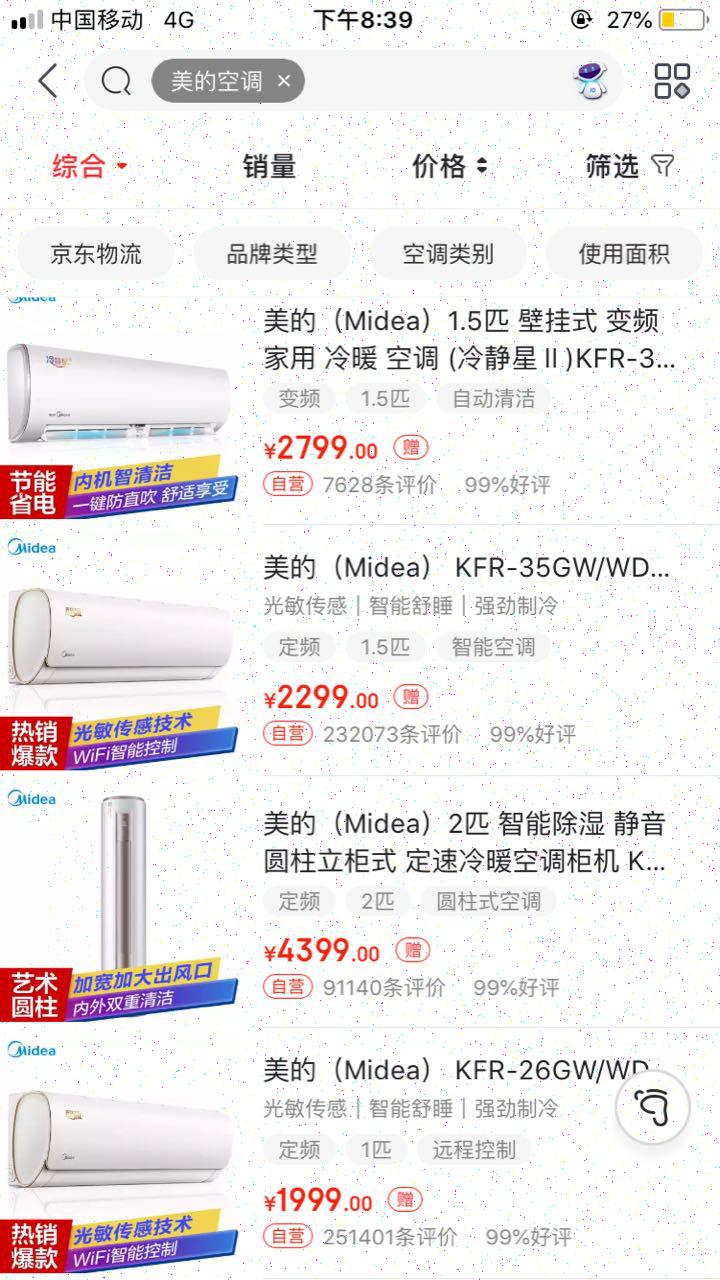 中国移动 4G 下午8:39 27%
美的空调 ×
综合 销量 价格 筛选
京东物流 品牌类型 空调类别 使用面积
Midea
节能省电
内机智清洁
一键防直吹 舒适享受
美的（Midea）1.5匹 壁挂式 变频
家用 冷暖 空调 (冷静星Ⅱ)KFR-3...
变频 1.5匹 自动清洁
¥2799.00 赠
自营 7628条评价 99%好评
Midea
热销爆款
光敏传感技术
WiFi智能控制
美的（Midea） KFR-35GW/WD...
光敏传感｜智能舒睡｜强劲制冷
定频 1.5匹 智能空调
¥2299.00 赠
自营 232073条评价 99%好评
Midea
艺术圆柱
加宽加大出风口
内外双重清洁
美的（Midea）2匹 智能除湿 静音
圆柱立柜式 定速冷暖空调柜机 K...
定频 2匹 圆柱式空调
¥4399.00 赠
自营 91140条评价 99%好评
Midea
热销爆款
光敏传感技术
WiFi智能控制
美的（Midea） KFR-26GW/WD
光敏传感｜智能舒睡｜强劲制冷
定频 1匹 远程控制
¥1999.00 赠
自营 251401条评价 99%好评